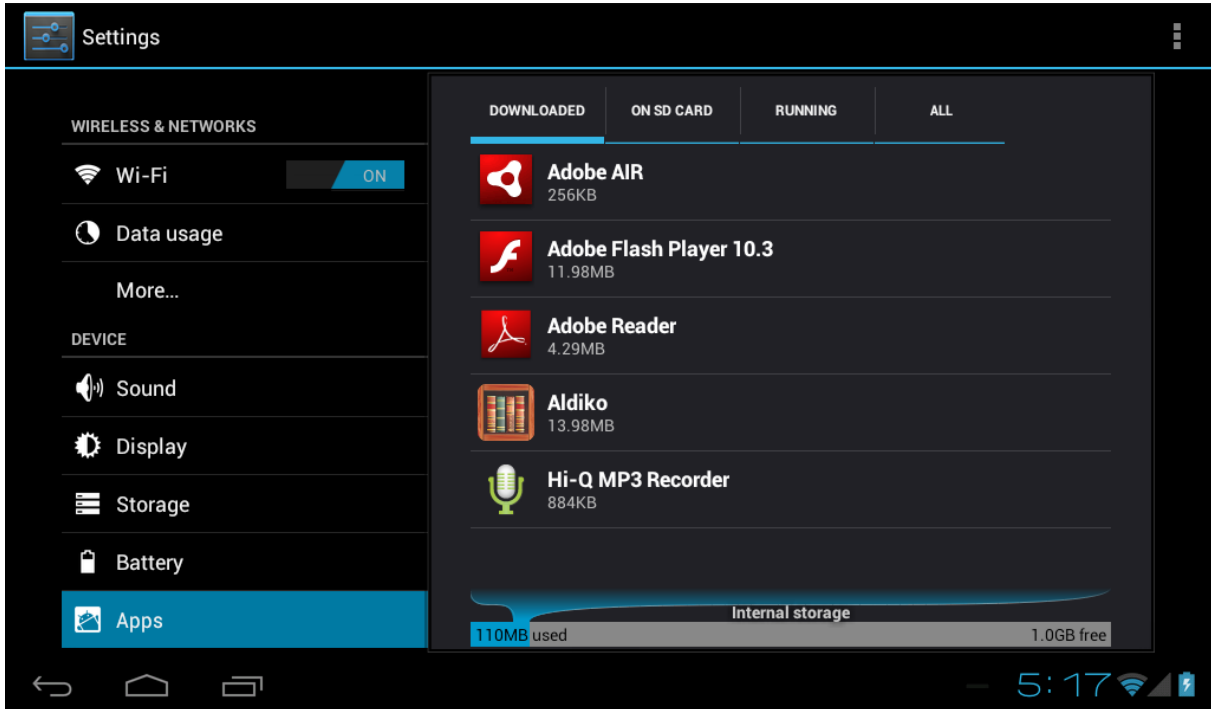 Settings
WIRELESS & NETWORKS
Wi-Fi ON
Data usage
More...
DEVICE
Sound
Display
Storage
Battery
Apps
DOWNLOADED ON SD CARD RUNNING ALL
Adobe AIR
256KB
Adobe Flash Player 10.3
11.98MB
Adobe Reader
4.29MB
Aldiko
13.98MB
Hi-Q MP3 Recorder
884KB
Internal storage
110MB used 1.0GB free
5:17